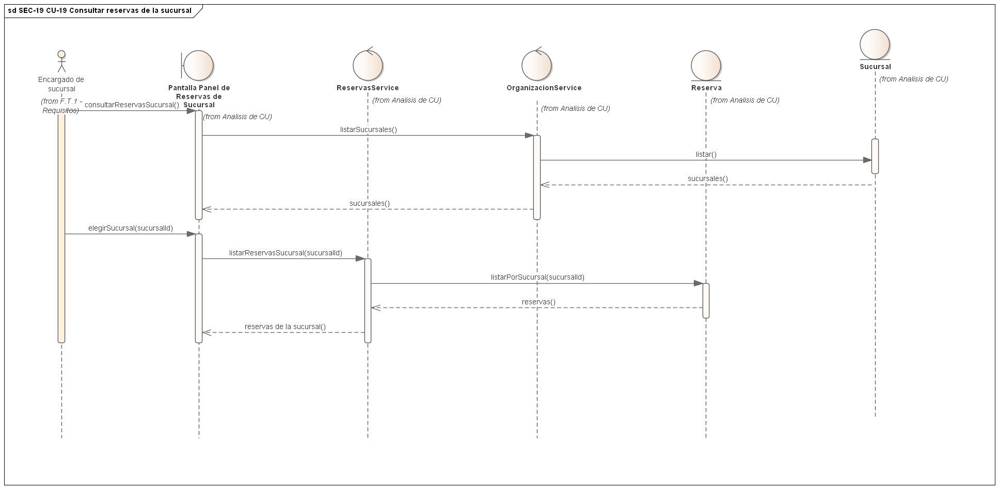 sd SEC-19 CU-19 Consultar reservas de la sucursal
Encargado de
sucursal
(from F.T.1 -
Requisitos)
Pantalla Panel de
Reservas de
Sucursal
(from Analisis de CU)
ReservasService
(from Analisis de CU)
OrganizacionService
(from Analisis de CU)
Reserva
(from Analisis de CU)
Sucursal
(from Analisis de CU)
consultarReservasSucursal()
listarSucursales()
listar()
sucursales()
sucursales()
elegirSucursal(sucursalId)
listarReservasSucursal(sucursalId)
listarPorSucursal(sucursalId)
reservas()
reservas de la sucursal()